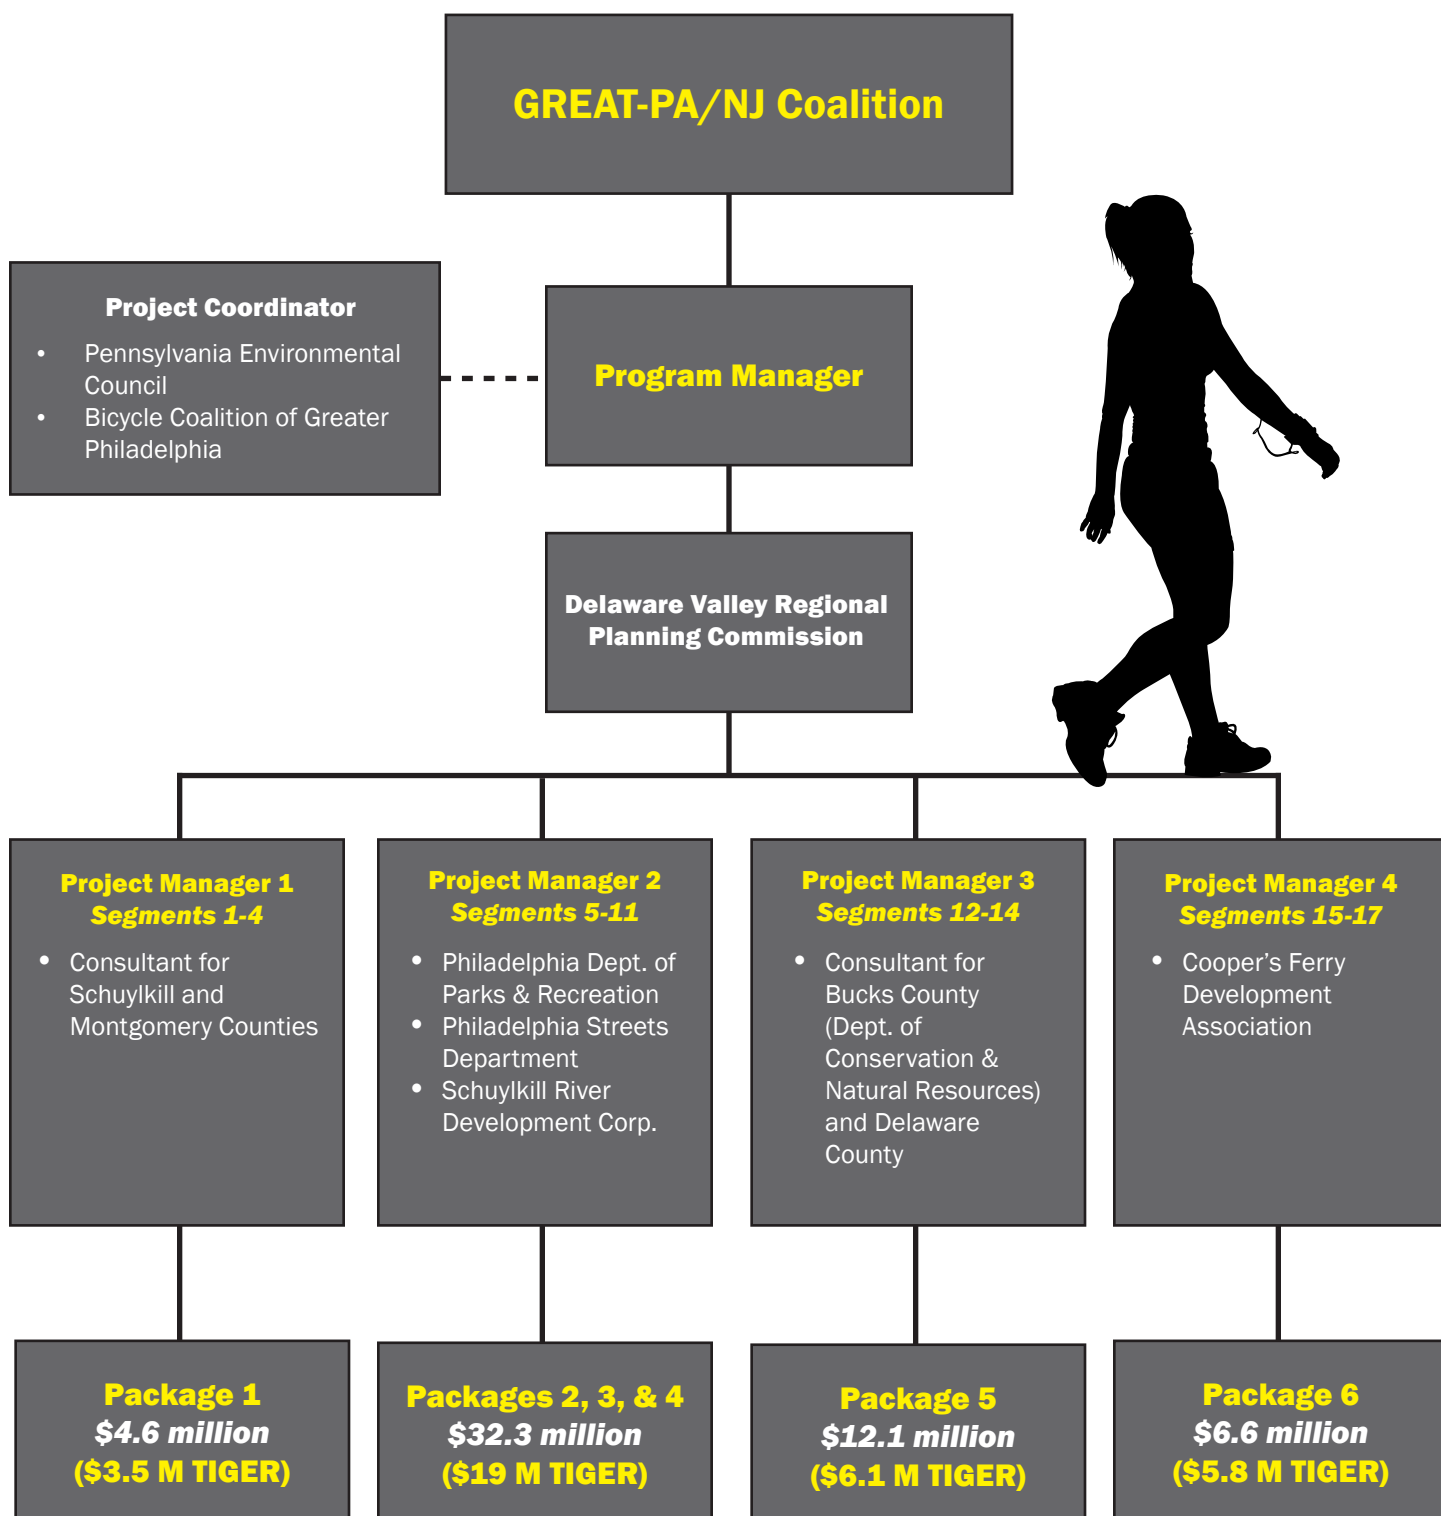 GREAT-PA/NJ Coalition
Project Coordinator
• Pennsylvania Environmental
Council
• Bicycle Coalition of Greater
Philadelphia
Program Manager
Delaware Valley Regional
Planning Commission
Project Manager 1
Segments 1-4
• Consultant for
Schuylkill and
Montgomery Counties
Project Manager 2
Segments 5-11
• Philadelphia Dept. of
Parks & Recreation
• Philadelphia Streets
Department
• Schuylkill River
Development Corp.
Project Manager 3
Segments 12-14
• Consultant for
Bucks County
(Dept. of
Conservation &
Natural Resources)
and Delaware
County
Project Manager 4
Segments 15-17
• Cooper's Ferry
Development
Association
Package 1
$4.6 million
($3.5 M TIGER)
Packages 2, 3, & 4
$32.3 million
($19 M TIGER)
Package 5
$12.1 million
($6.1 M TIGER)
Package 6
$6.6 million
($5.8 M TIGER)